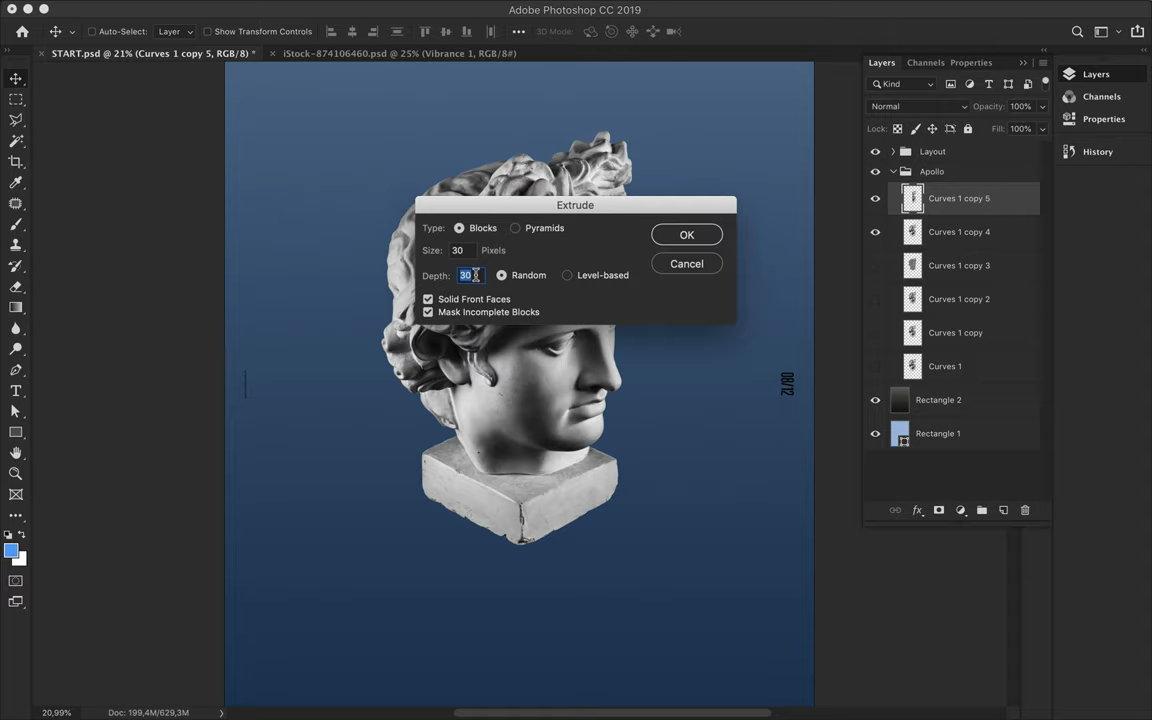 Adobe Photoshop CC 2019
Auto-Select: Layer Show Transform Controls 3D Mode:
START.psd @ 21% (Curves 1 copy 5, RGB/8) * iStock-874106460.psd @ 25% (Vibrance 1, RGB/8#)
Extrude
Type: Blocks Pyramids
Size: 30 Pixels
Depth: 30 Random Level-based
Solid Front Faces
Mask Incomplete Blocks
OK
Cancel
08/12
Layers Channels Properties
Kind
Normal Opacity: 100%
Lock: Fill: 100%
Layout
Apollo
Curves 1 copy 5
Curves 1 copy 4
Curves 1 copy 3
Curves 1 copy 2
Curves 1 copy
Curves 1
Rectangle 2
Rectangle 1
fx
Layers
Channels
Properties
History
20,99% Doc: 199,4M/629,3M